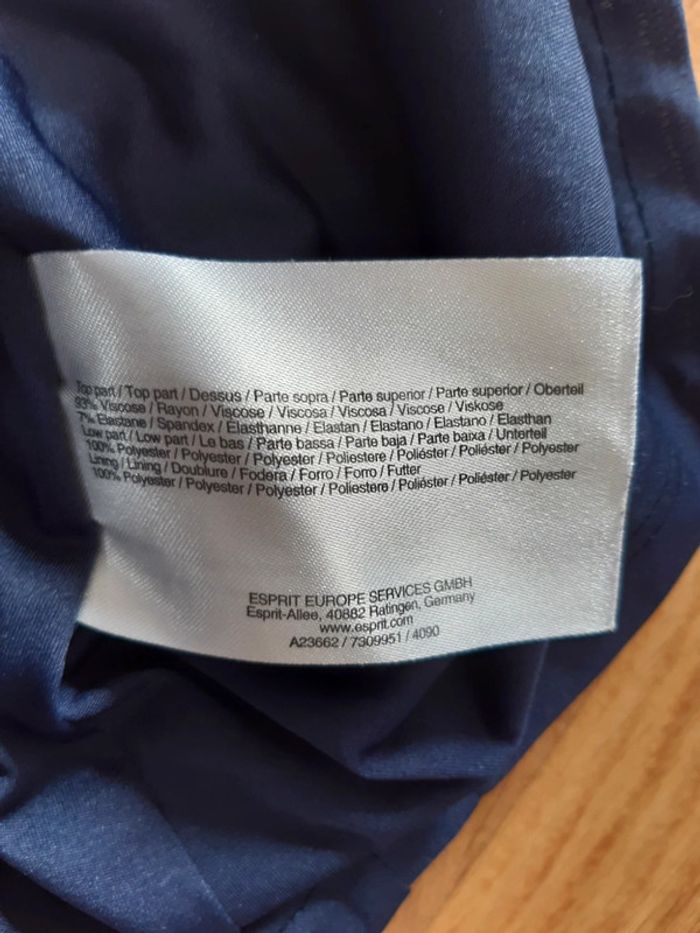 Top part / Top part / Dessus / Parte sopra / Parte superior / Parte superior / Oberteil
93% Viscose / Rayon / Viscose / Viscosa / Viscosa / Viscose / Viskose
7% Elastane / Spandex / Élasthanne / Elastan / Elastano / Elastano / Elasthan
Low part / Low part / Le bas / Parte bassa / Parte baja / Parte baixa / Unterteil
100% Polyester / Polyester / Polyester / Poliestere / Poliéster / Poliéster / Polyester
Lining / Lining / Doublure / Fodera / Forro / Forro / Futter
100% Polyester / Polyester / Polyester / Poliestere / Poliéster / Poliéster / Polyester
ESPRIT EUROPE SERVICES GMBH
Esprit-Allee, 40882 Ratingen, Germany
www.esprit.com
A23662 / 7309951 / 4090